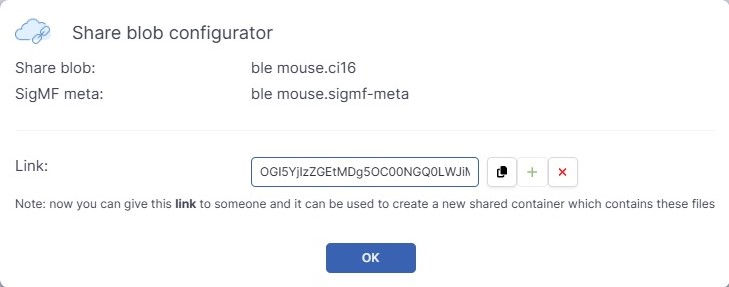 Share blob configurator
Share blob: ble mouse.ci16
SigMF meta: ble mouse.sigmf-meta
Link:
Note: now you can give this link to someone and it can be used to create a new shared container which contains these files
OK